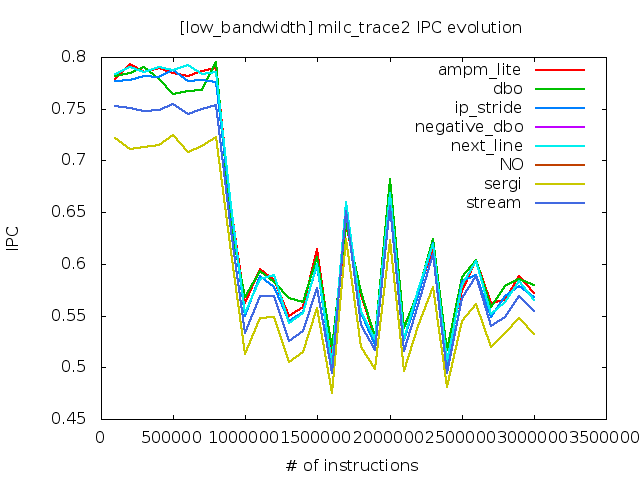 [low_bandwidth] milc_trace2 IPC evolution
0.8
0.75
0.7
0.65
0.6
0.55
0.5
0.45
IPC
ampm_lite
dbo
ip_stride
negative_dbo
next_line
NO
sergi
stream
0 500000 1000000 1500000 2000000 2500000 3000000 3500000
# of instructions